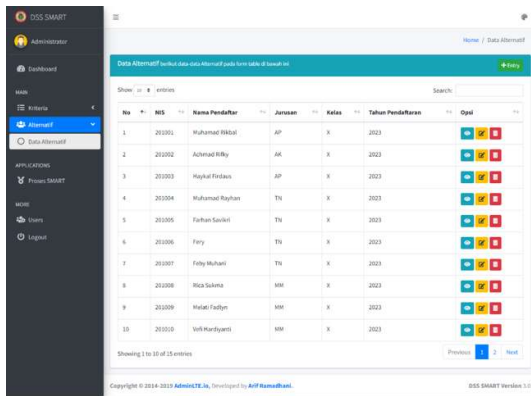 DSS SMART
Administrator
Home / Data Alternatif
Dashboard
Data Alternatif berikut data-data Alternatif pada form table di bawah ini
+Entry
MAIN
Kriteria
Alternatif
Data Alternatif
APPLICATIONS
Proses SMART
MORE
Users
Logout
Show 10 entries
Search:
No NIS Nama Pendaftar Jurusan Kelas Tahun Pendaftaran Opsi
1 201001 Muhamad Rikbal AP X 2023
2 201002 Achmad Rifky AK X 2023
3 201003 Haykal Firdaus AP X 2023
4 201004 Muhamad Rayhan TN X 2023
5 201005 Farhan Savikri TN X 2023
6 201006 Fery TN X 2023
7 201007 Feby Muhani TN X 2023
8 201008 Rica Sukma MM X 2023
9 201009 Melati Fadlyn MM X 2023
10 201010 Vefi Hardiyanti MM X 2023
Showing 1 to 10 of 15 entries
Previous 1 2 Next
Copyright © 2014-2019 AdminLTE.io, Developed by Arif Ramadhani.
DSS SMART Version 1.0